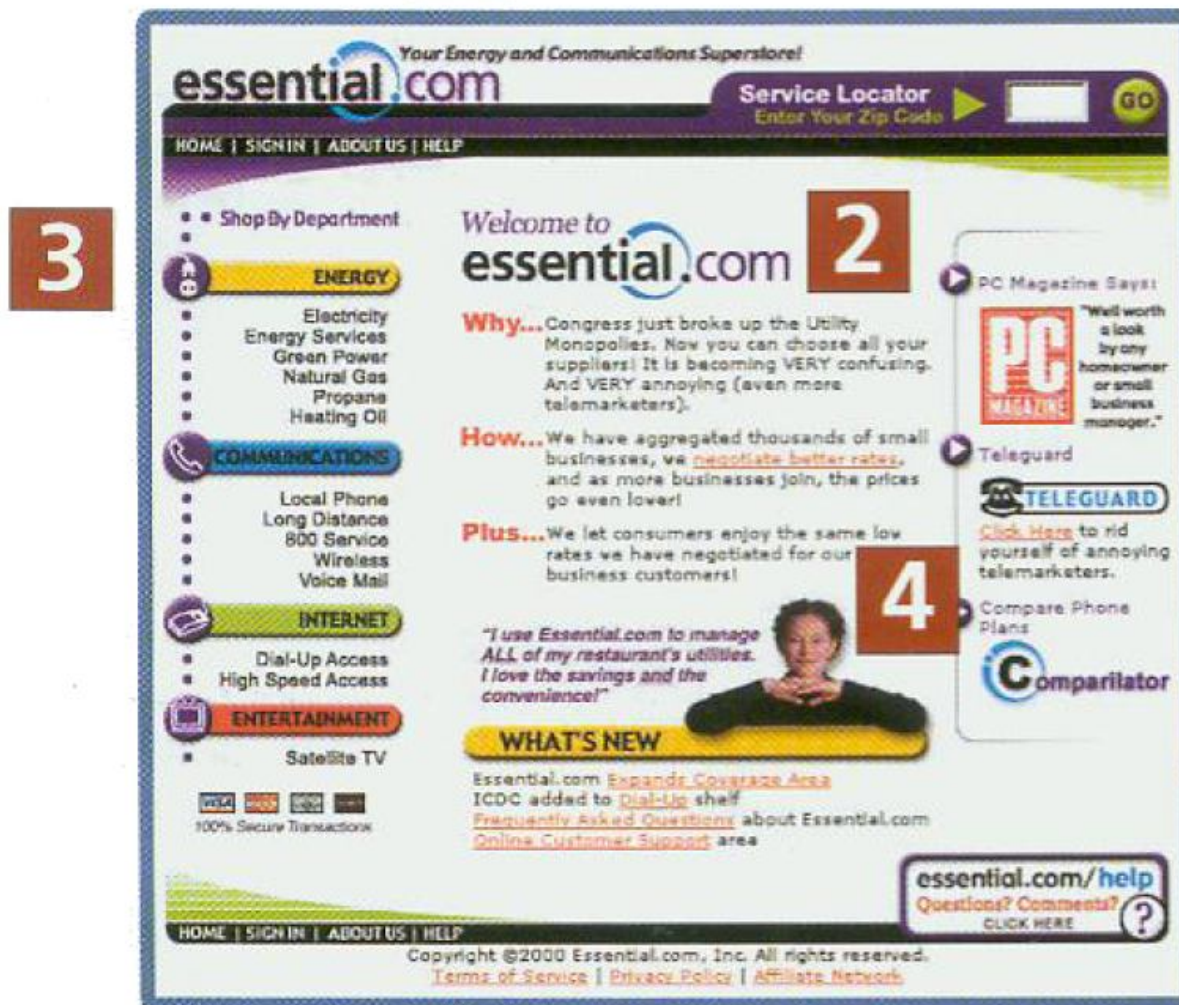 Your Energy and Communications Superstore!
essential.com
Service Locator
Enter Your Zip Code
GO
HOME | SIGN IN | ABOUT US | HELP
3
Shop By Department
ENERGY
Electricity
Energy Services
Green Power
Natural Gas
Propane
Heating Oil
COMMUNICATIONS
Local Phone
Long Distance
800 Service
Wireless
Voice Mail
INTERNET
Dial-Up Access
High Speed Access
ENTERTAINMENT
Satellite TV
VISA
100% Secure Transactions
Welcome to
essential.com
2
Why...Congress just broke up the Utility
Monopolies. Now you can choose all your
suppliers! It is becoming VERY confusing.
And VERY annoying (even more
telemarketers).
How...We have aggregated thousands of small
businesses, we negotiate better rates,
and as more businesses join, the prices
go even lower!
Plus...We let consumers enjoy the same low
rates we have negotiated for our
business customers!
4
"I use Essential.com to manage
ALL of my restaurant's utilities.
I love the savings and the
convenience!"
WHAT'S NEW
Essential.com Expands Coverage Area
ICDC added to Dial-Up shelf
Frequently Asked Questions about Essential.com
Online Customer Support area
PC Magazine Says:
PC
MAGAZINE
"Well worth
a look
by any
homeowner
or small
business
manager."
Teleguard
TELEGUARD
Click Here to rid
yourself of annoying
telemarketers.
Compare Phone
Plans
Comparilator
essential.com/help
Questions? Comments?
CLICK HERE
?
HOME | SIGN IN | ABOUT US | HELP
Copyright ©2000 Essential.com, Inc. All rights reserved.
Terms of Service | Privacy Policy | Affiliate Network